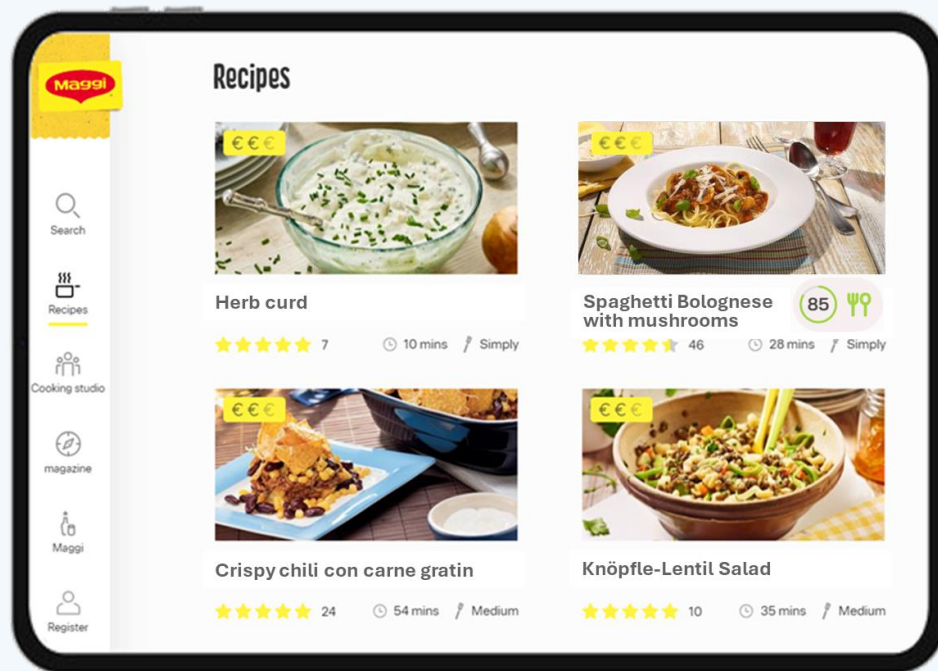 Maggi
Search
Recipes
Cooking studio
magazine
Maggi
Register
Recipes
€€€
Herb curd
7 10 mins Simply
€€€
Spaghetti Bolognese
with mushrooms
85
46 28 mins Simply
€€€
Crispy chili con carne gratin
24 54 mins Medium
€€€
Knöpfle-Lentil Salad
10 35 mins Medium